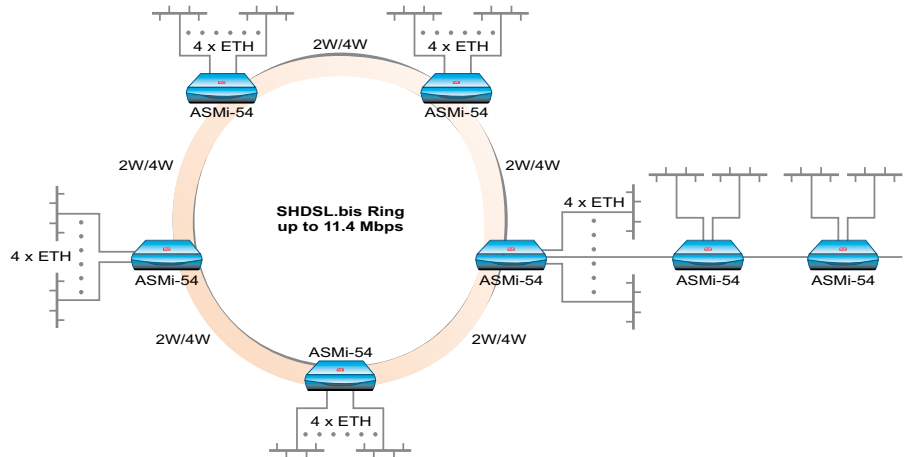 4 x ETH
2W/4W
4 x ETH
ASMi-54
ASMi-54
2W/4W
2W/4W
SHDSL.bis Ring
up to 11.4 Mbps
4 x ETH
4 x ETH
ASMi-54
ASMi-54
ASMi-54
ASMi-54
2W/4W
2W/4W
ASMi-54
4 x ETH